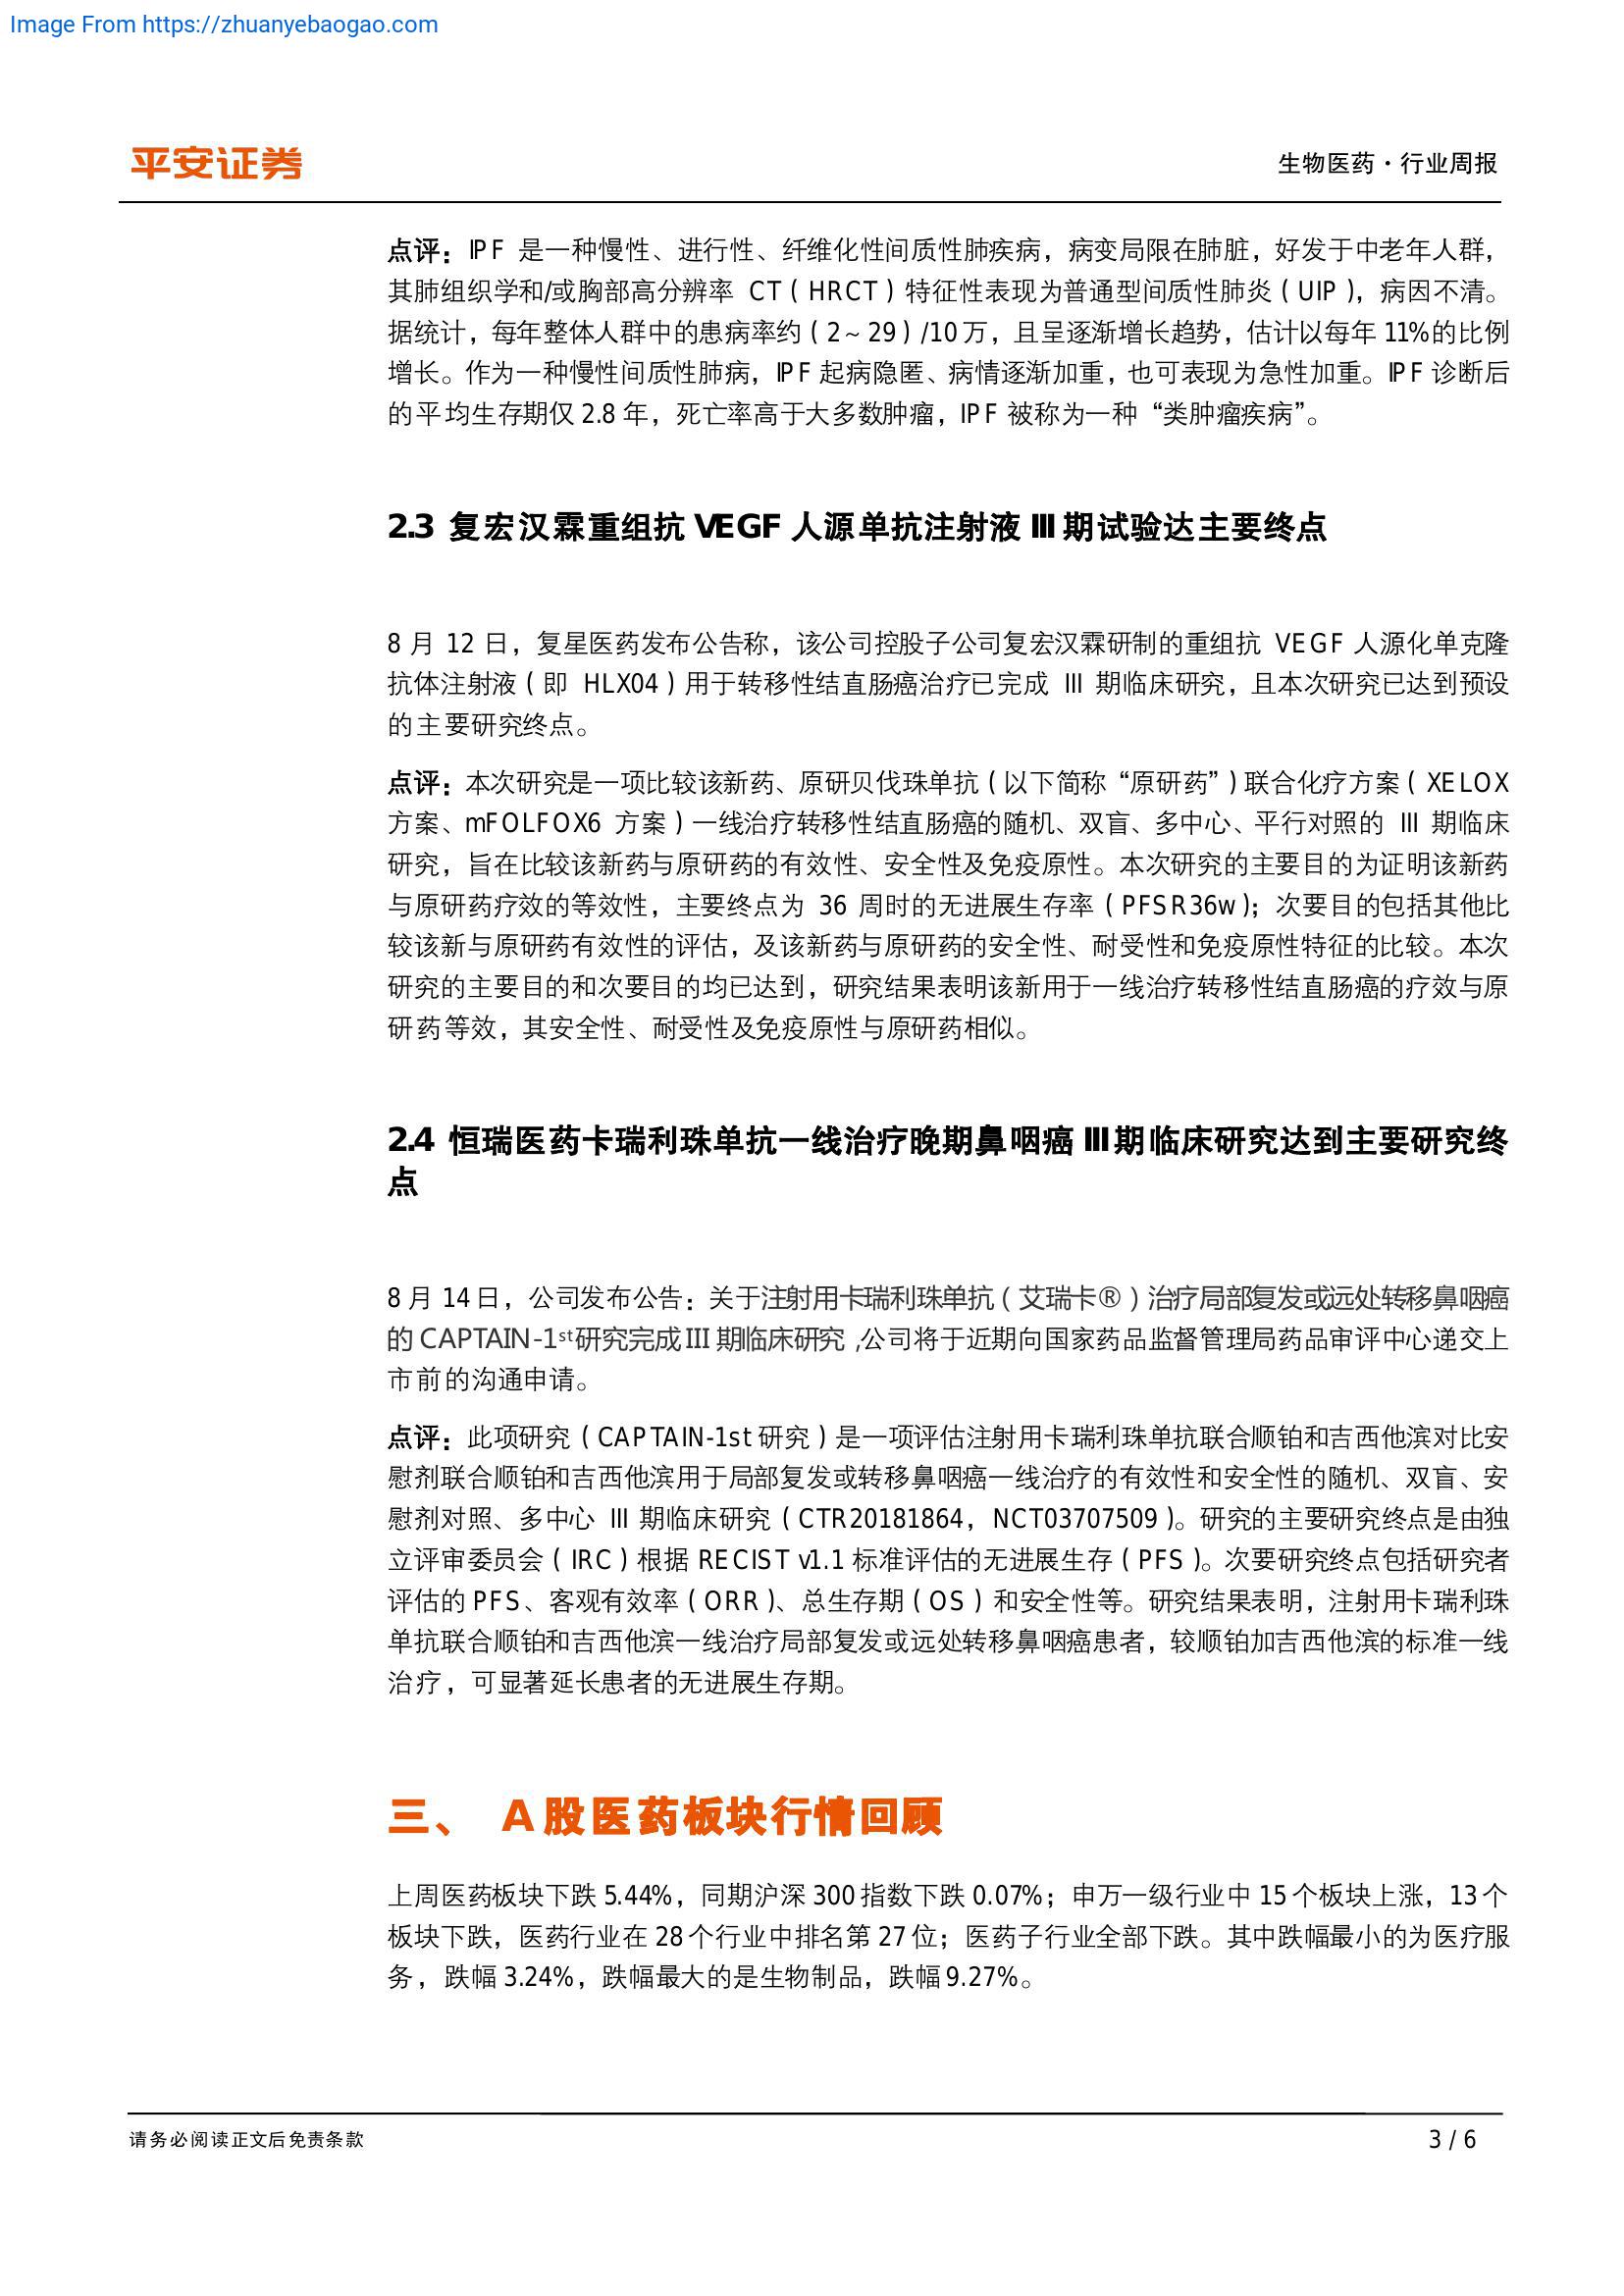 Image From https://zhuanyebaogao.com
平安证券
生物医药·行业周报
点评：IPF 是一种慢性、进行性、纤维化性间质性肺疾病，病变局限在肺脏，好发于中老年人群，
其肺组织学和/或胸部高分辨率 CT（HRCT）特征性表现为普通型间质性肺炎（UIP），病因不清。
据统计，每年整体人群中的患病率约（2～29）/10 万，且呈逐渐增长趋势，估计以每年 11%的比例
增长。作为一种慢性间质性肺病，IPF 起病隐匿、病情逐渐加重，也可表现为急性加重。IPF 诊断后
的平均生存期仅 2.8 年，死亡率高于大多数肿瘤，IPF 被称为一种“类肿瘤疾病”。
2.3 复宏汉霖重组抗 VEGF 人源单抗注射液 III 期试验达主要终点
8 月 12 日，复星医药发布公告称，该公司控股子公司复宏汉霖研制的重组抗 VEGF 人源化单克隆
抗体注射液（即 HLX04）用于转移性结直肠癌治疗已完成 III 期临床研究，且本次研究已达到预设
的主要研究终点。
点评：本次研究是一项比较该新药、原研贝伐珠单抗（以下简称“原研药”）联合化疗方案（XELOX
方案、mFOLFOX6 方案）一线治疗转移性结直肠癌的随机、双盲、多中心、平行对照的 III 期临床
研究，旨在比较该新药与原研药的有效性、安全性及免疫原性。本次研究的主要目的为证明该新药
与原研药疗效的等效性，主要终点为 36 周时的无进展生存率（PFSR36w）；次要目的包括其他比
较该新与原研药有效性的评估，及该新药与原研药的安全性、耐受性和免疫原性特征的比较。本次
研究的主要目的和次要目的均已达到，研究结果表明该新用于一线治疗转移性结直肠癌的疗效与原
研药等效，其安全性、耐受性及免疫原性与原研药相似。
2.4 恒瑞医药卡瑞利珠单抗一线治疗晚期鼻咽癌 III 期临床研究达到主要研究终
点
8 月 14 日，公司发布公告：关于注射用卡瑞利珠单抗（艾瑞卡®）治疗局部复发或远处转移鼻咽癌
的 CAPTAIN-1st研究完成 III 期临床研究 ,公司将于近期向国家药品监督管理局药品审评中心递交上
市前的沟通申请。
点评：此项研究（CAPTAIN-1st 研究）是一项评估注射用卡瑞利珠单抗联合顺铂和吉西他滨对比安
慰剂联合顺铂和吉西他滨用于局部复发或转移鼻咽癌一线治疗的有效性和安全性的随机、双盲、安
慰剂对照、多中心 III 期临床研究（CTR20181864，NCT03707509）。研究的主要研究终点是由独
立评审委员会（IRC）根据 RECIST v1.1 标准评估的无进展生存（PFS）。次要研究终点包括研究者
评估的 PFS、客观有效率（ORR）、总生存期（OS）和安全性等。研究结果表明，注射用卡瑞利珠
单抗联合顺铂和吉西他滨一线治疗局部复发或远处转移鼻咽癌患者，较顺铂加吉西他滨的标准一线
治疗，可显著延长患者的无进展生存期。
三、 A 股医药板块行情回顾
上周医药板块下跌 5.44%，同期沪深 300 指数下跌 0.07%；申万一级行业中 15 个板块上涨，13 个
板块下跌，医药行业在 28 个行业中排名第 27 位；医药子行业全部下跌。其中跌幅最小的为医疗服
务，跌幅 3.24%，跌幅最大的是生物制品，跌幅 9.27%。
请务必阅读正文后免责条款
3 / 6